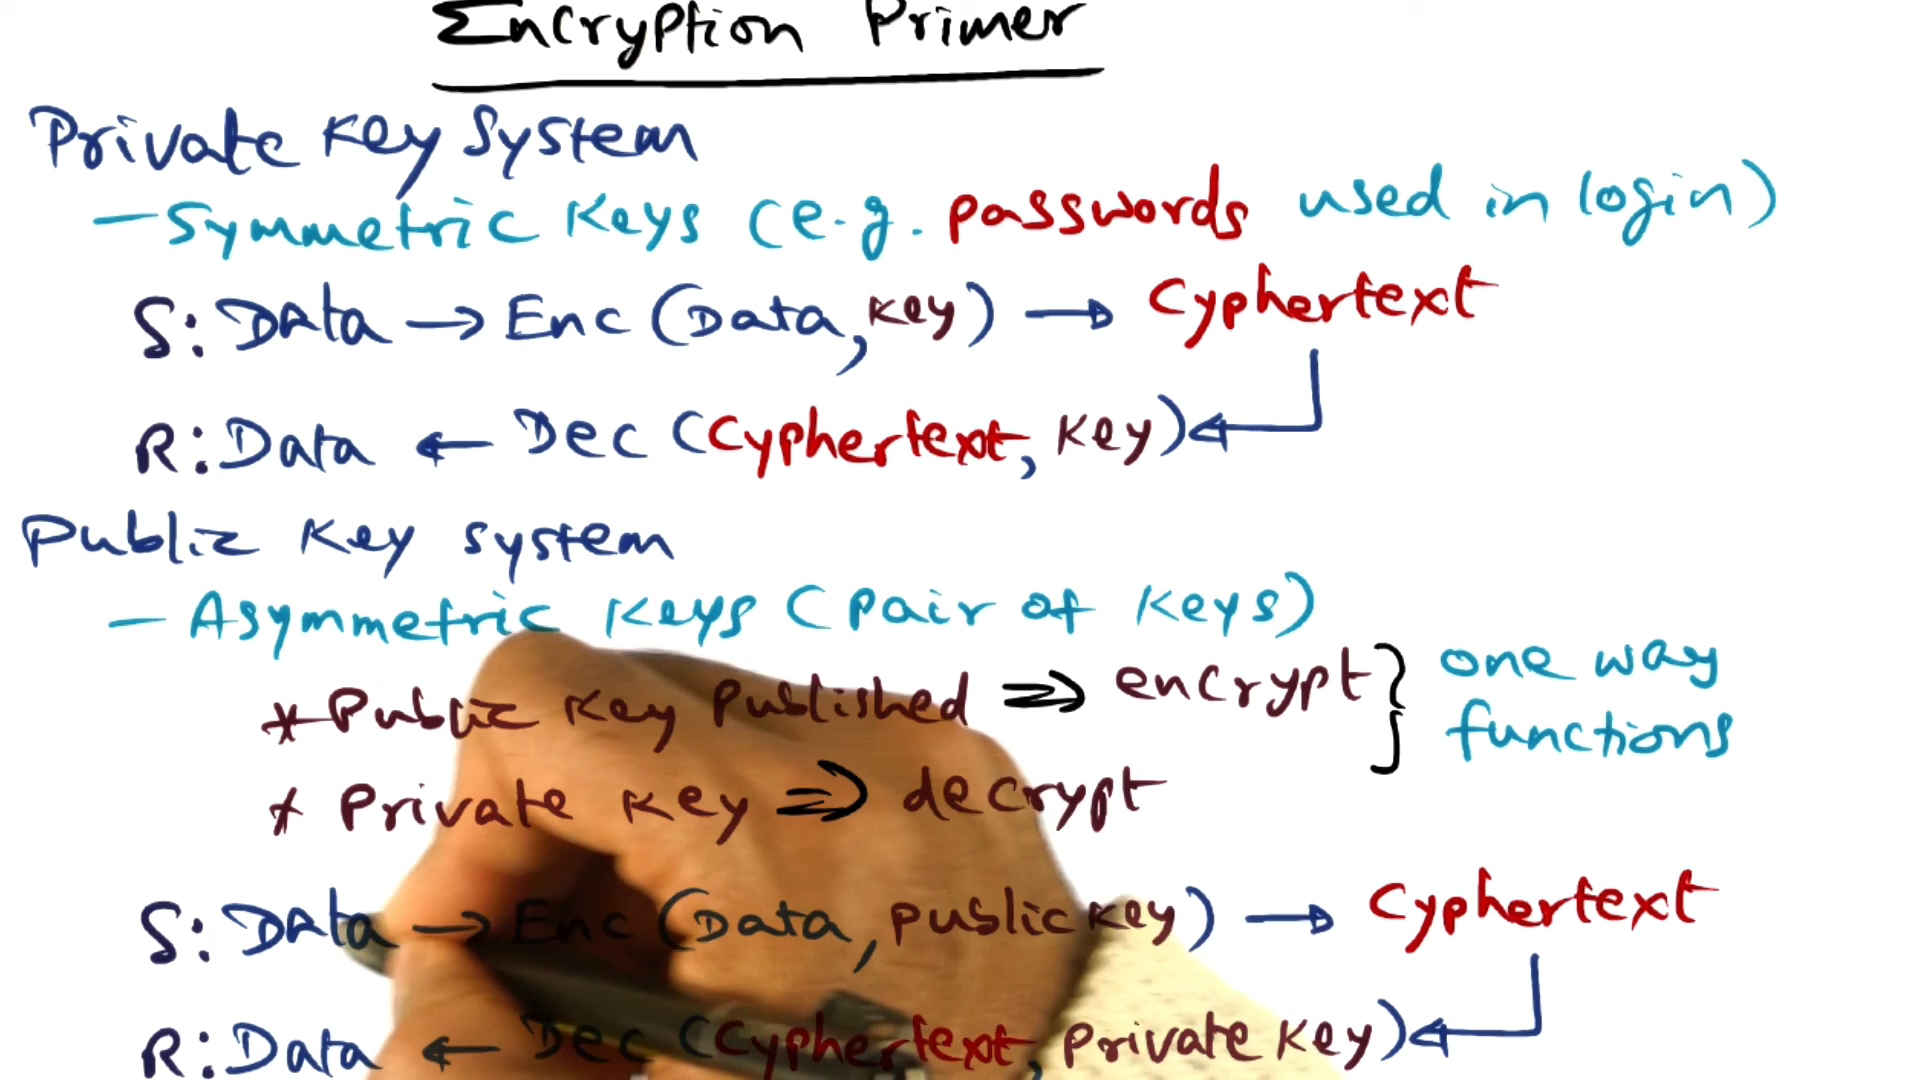 Encryption Primer
Private Key System
- Symmetric Keys (e.g. passwords used in login)
S: Data → Enc (Data, Key) → Cyphertext
R: Data ← Dec (Cyphertext, Key)
Public Key System
- Asymmetric Keys (pair of keys)
* Public Key Published ⇒ encrypt } one way functions
* Private Key ⇒ decrypt
S: Data → Enc (Data, public key) → Cyphertext
R: Data ← Dec (Cyphertext, Private Key)